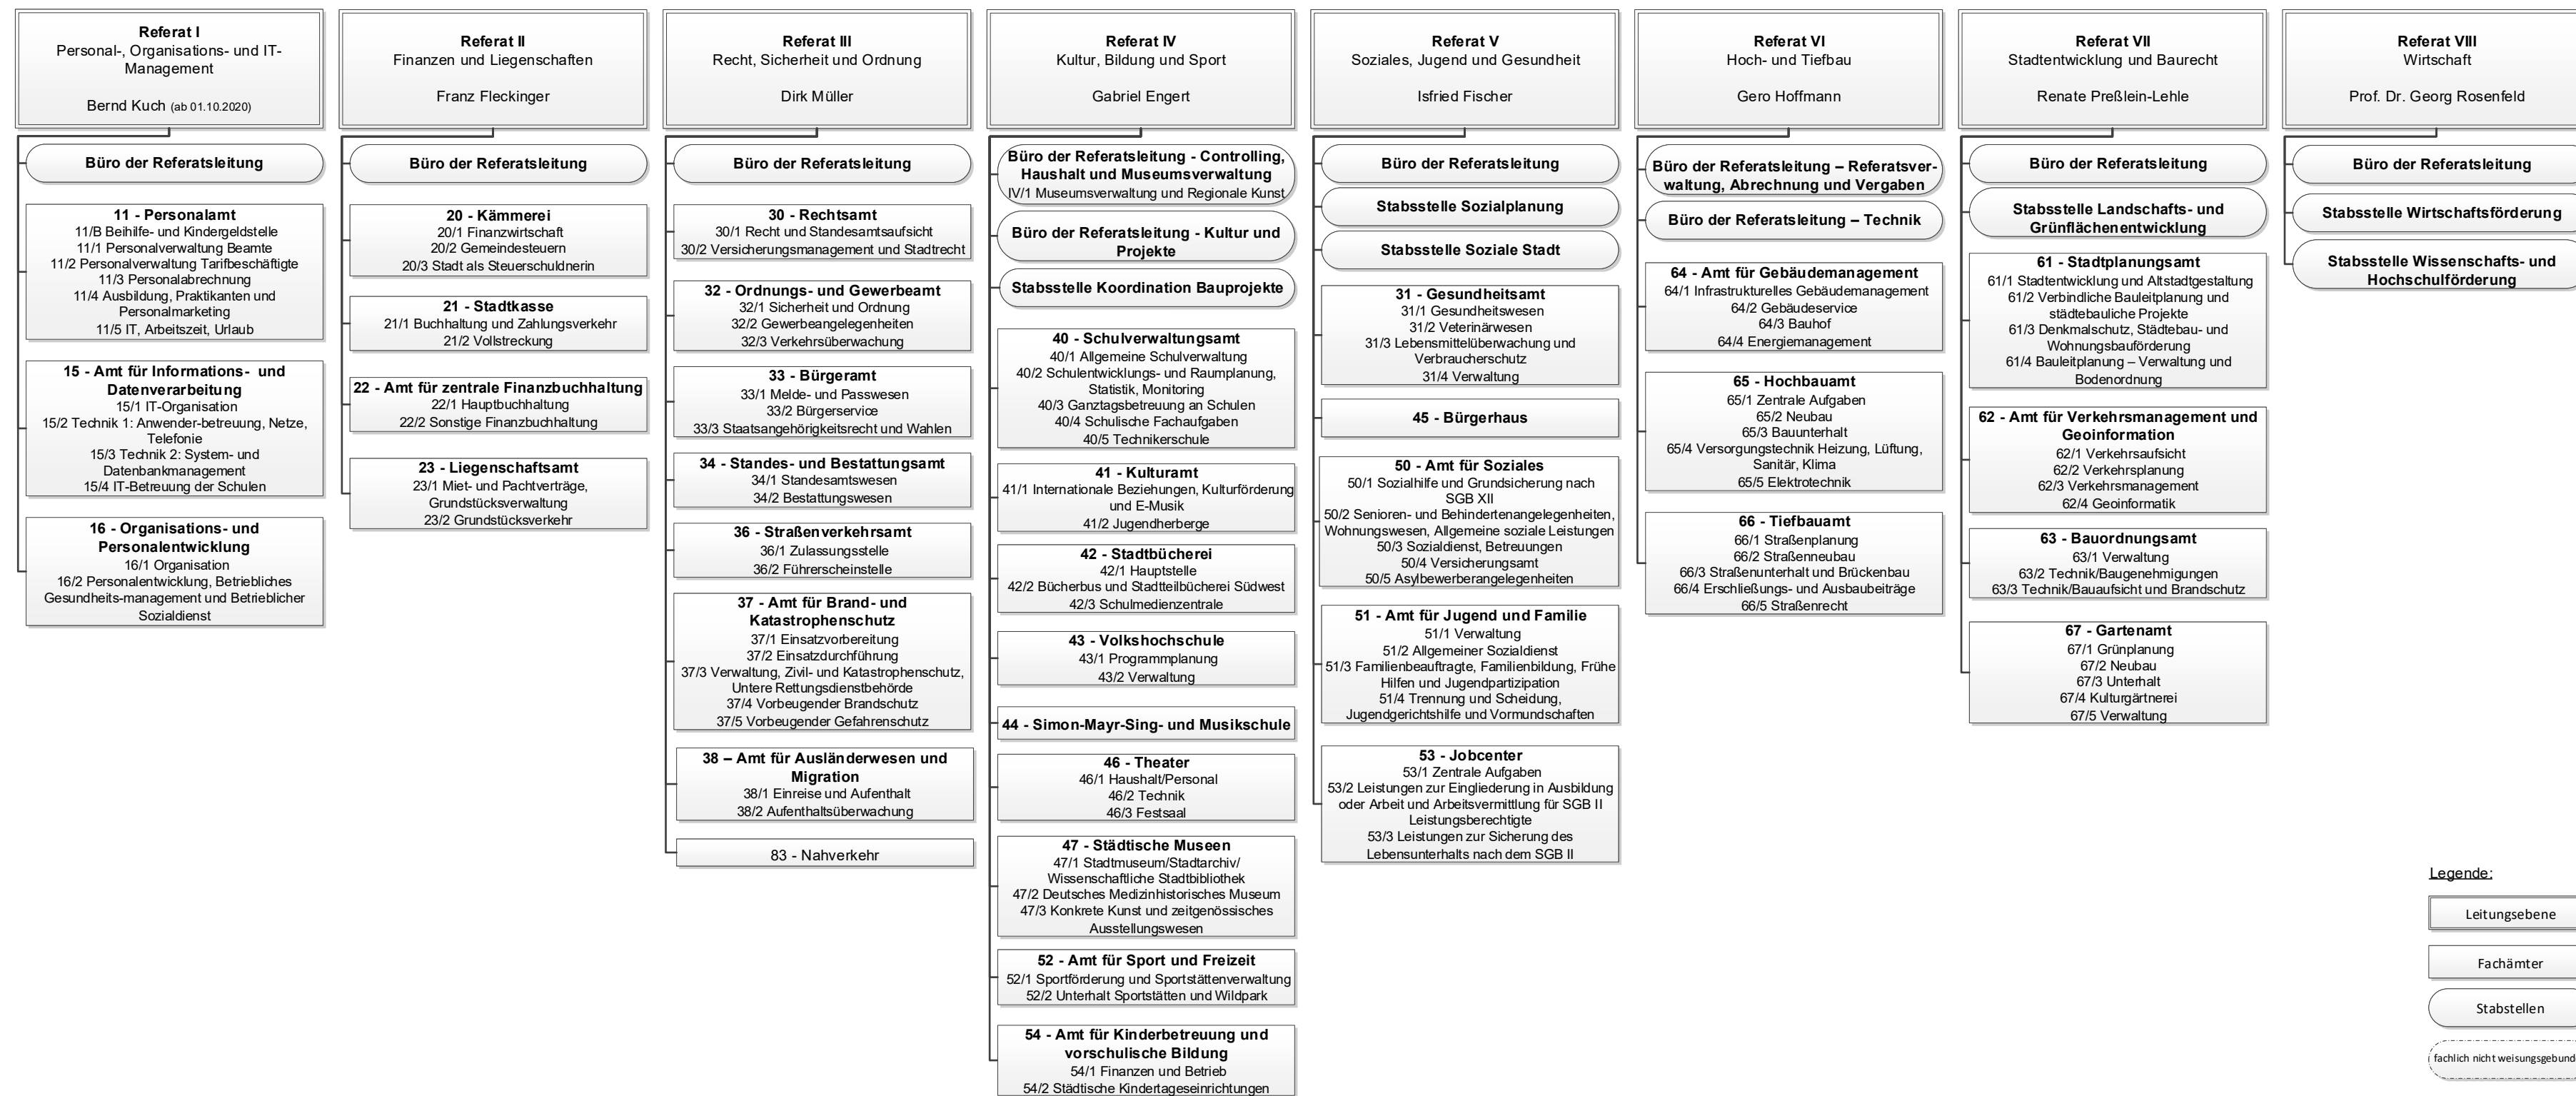 Referat I
Personal-, Organisations- und IT-
Management
Bernd Kuch (ab 01.10.2020)
Büro der Referatsleitung
11 - Personalamt
11/B Beihilfe- und Kindergeldstelle
11/1 Personalverwaltung Beamte
11/2 Personalverwaltung Tarifbeschäftigte
11/3 Personalabrechnung
11/4 Ausbildung, Praktikanten und
Personalmarketing
11/5 IT, Arbeitszeit, Urlaub
15 - Amt für Informations- und
Datenverarbeitung
15/1 IT-Organisation
15/2 Technik 1: Anwender-betreuung, Netze,
Telefonie
15/3 Technik 2: System- und
Datenbankmanagement
15/4 IT-Betreuung der Schulen
16 - Organisations- und
Personalentwicklung
16/1 Organisation
16/2 Personalentwicklung, Betriebliches
Gesundheits-management und Betrieblicher
Sozialdienst
Referat II
Finanzen und Liegenschaften
Franz Fleckinger
Büro der Referatsleitung
20 - Kämmerei
20/1 Finanzwirtschaft
20/2 Gemeindesteuern
20/3 Stadt als Steuerschuldnerin
21 - Stadtkasse
21/1 Buchhaltung und Zahlungsverkehr
21/2 Vollstreckung
22 - Amt für zentrale Finanzbuchhaltung
22/1 Hauptbuchhaltung
22/2 Sonstige Finanzbuchhaltung
23 - Liegenschaftsamt
23/1 Miet- und Pachtverträge,
Grundstücksverwaltung
23/2 Grundstücksverkehr
Referat III
Recht, Sicherheit und Ordnung
Dirk Müller
Büro der Referatsleitung
30 - Rechtsamt
30/1 Recht und Standesamtsaufsicht
30/2 Versicherungsmanagement und Stadtrecht
32 - Ordnungs- und Gewerbeamt
32/1 Sicherheit und Ordnung
32/2 Gewerbeangelegenheiten
32/3 Verkehrsüberwachung
33 - Bürgeramt
33/1 Melde- und Passwesen
33/2 Bürgerservice
33/3 Staatsangehörigkeitsrecht und Wahlen
34 - Standes- und Bestattungsamt
34/1 Standesamtswesen
34/2 Bestattungswesen
36 - Straßenverkehrsamt
36/1 Zulassungsstelle
36/2 Führerscheinstelle
37 - Amt für Brand- und
Katastrophenschutz
37/1 Einsatzvorbereitung
37/2 Einsatzdurchführung
37/3 Verwaltung, Zivil- und Katastrophenschutz,
Untere Rettungsdienstbehörde
37/4 Vorbeugender Brandschutz
37/5 Vorbeugender Gefahrenschutz
38 – Amt für Ausländerwesen und
Migration
38/1 Einreise und Aufenthalt
38/2 Aufenthaltsüberwachung
83 - Nahverkehr
Referat IV
Kultur, Bildung und Sport
Gabriel Engert
Büro der Referatsleitung - Controlling,
Haushalt und Museumsverwaltung
IV/1 Museumsverwaltung und Regionale Kunst
Büro der Referatsleitung - Kultur und
Projekte
Stabsstelle Koordination Bauprojekte
40 - Schulverwaltungsamt
40/1 Allgemeine Schulverwaltung
40/2 Schulentwicklungs- und Raumplanung,
Statistik, Monitoring
40/3 Ganztagsbetreuung an Schulen
40/4 Schulische Fachaufgaben
40/5 Technikerschule
41 - Kulturamt
41/1 Internationale Beziehungen, Kulturförderung
und E-Musik
41/2 Jugendherberge
42 - Stadtbücherei
42/1 Hauptstelle
42/2 Bücherbus und Stadtteilbücherei Südwest
42/3 Schulmedienzentrale
43 - Volkshochschule
43/1 Programmplanung
43/2 Verwaltung
44 - Simon-Mayr-Sing- und Musikschule
46 - Theater
46/1 Haushalt/Personal
46/2 Technik
46/3 Festsaal
47 - Städtische Museen
47/1 Stadtmuseum/Stadtarchiv/
Wissenschaftliche Stadtbibliothek
47/2 Deutsches Medizinhistorisches Museum
47/3 Konkrete Kunst und zeitgenössisches
Ausstellungswesen
52 - Amt für Sport und Freizeit
52/1 Sportförderung und Sportstättenverwaltung
52/2 Unterhalt Sportstätten und Wildpark
54 - Amt für Kinderbetreuung und
vorschulische Bildung
54/1 Finanzen und Betrieb
54/2 Städtische Kindertageseinrichtungen
Referat V
Soziales, Jugend und Gesundheit
Isfried Fischer
Büro der Referatsleitung
Stabsstelle Sozialplanung
Stabsstelle Soziale Stadt
31 - Gesundheitsamt
31/1 Gesundheitswesen
31/2 Veterinärwesen
31/3 Lebensmittelüberwachung und
Verbraucherschutz
31/4 Verwaltung
45 - Bürgerhaus
50 - Amt für Soziales
50/1 Sozialhilfe und Grundsicherung nach
SGB XII
50/2 Senioren- und Behindertenangelegenheiten,
Wohnungswesen, Allgemeine soziale Leistungen
50/3 Sozialdienst, Betreuungen
50/4 Versicherungsamt
50/5 Asylbewerberangelegenheiten
51 - Amt für Jugend und Familie
51/1 Verwaltung
51/2 Allgemeiner Sozialdienst
51/3 Familienbeauftragte, Familienbildung, Frühe
Hilfen und Jugendpartizipation
51/4 Trennung und Scheidung,
Jugendgerichtshilfe und Vormundschaften
53 - Jobcenter
53/1 Zentrale Aufgaben
53/2 Leistungen zur Eingliederung in Ausbildung
oder Arbeit und Arbeitsvermittlung für SGB II
Leistungsberechtigte
53/3 Leistungen zur Sicherung des
Lebensunterhalts nach dem SGB II
Referat VI
Hoch- und Tiefbau
Gero Hoffmann
Büro der Referatsleitung – Referatsver-
waltung, Abrechnung und Vergaben
Büro der Referatsleitung – Technik
64 - Amt für Gebäudemanagement
64/1 Infrastrukturelles Gebäudemanagement
64/2 Gebäudeservice
64/3 Bauhof
64/4 Energiemanagement
65 - Hochbauamt
65/1 Zentrale Aufgaben
65/2 Neubau
65/3 Bauunterhalt
65/4 Versorgungstechnik Heizung, Lüftung,
Sanitär, Klima
65/5 Elektrotechnik
66 - Tiefbauamt
66/1 Straßenplanung
66/2 Straßenneubau
66/3 Straßenunterhalt und Brückenbau
66/4 Erschließungs- und Ausbaubeiträge
66/5 Straßenrecht
Referat VII
Stadtentwicklung und Baurecht
Renate Preßlein-Lehle
Büro der Referatsleitung
Stabsstelle Landschafts- und
Grünflächenentwicklung
61 - Stadtplanungsamt
61/1 Stadtentwicklung und Altstadtgestaltung
61/2 Verbindliche Bauleitplanung und
städtebauliche Projekte
61/3 Denkmalschutz, Städtebau- und
Wohnungsbauförderung
61/4 Bauleitplanung – Verwaltung und
Bodenordnung
62 - Amt für Verkehrsmanagement und
Geoinformation
62/1 Verkehrsaufsicht
62/2 Verkehrsplanung
62/3 Verkehrsmanagement
62/4 Geoinformatik
63 - Bauordnungsamt
63/1 Verwaltung
63/2 Technik/Baugenehmigungen
63/3 Technik/Bauaufsicht und Brandschutz
67 - Gartenamt
67/1 Grünplanung
67/2 Neubau
67/3 Unterhalt
67/4 Kulturgärtnerei
67/5 Verwaltung
Referat VIII
Wirtschaft
Prof. Dr. Georg Rosenfeld
Büro der Referatsleitung
Stabsstelle Wirtschaftsförderung
Stabsstelle Wissenschafts- und
Hochschulförderung
Legende:
Leitungsebene
Fachämter
Stabstellen
fachlich nicht weisungsgebund